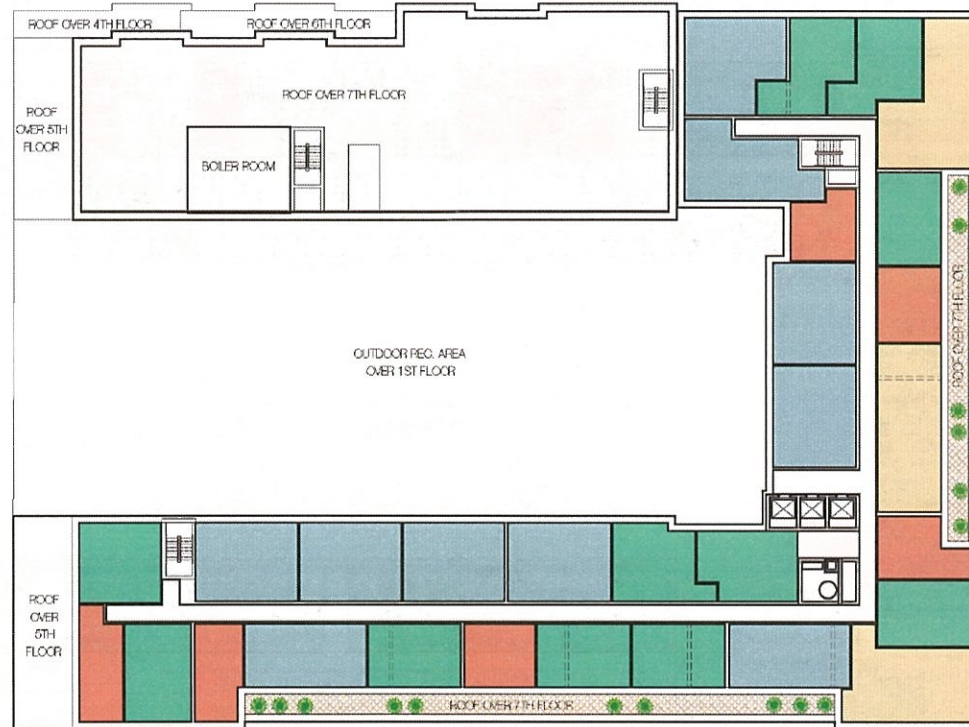 ROOF OVER 4TH FLOOR
ROOF OVER 6TH FLOOR
ROOF OVER 7TH FLOOR
ROOF
OVER 5TH
FLOOR
BOILER ROOM
ROOF OVER 7TH FLOOR
OUTDOOR REC. AREA
OVER 1ST FLOOR
ROOF
OVER
5TH
FLOOR
ROOF OVER 7TH FLOOR